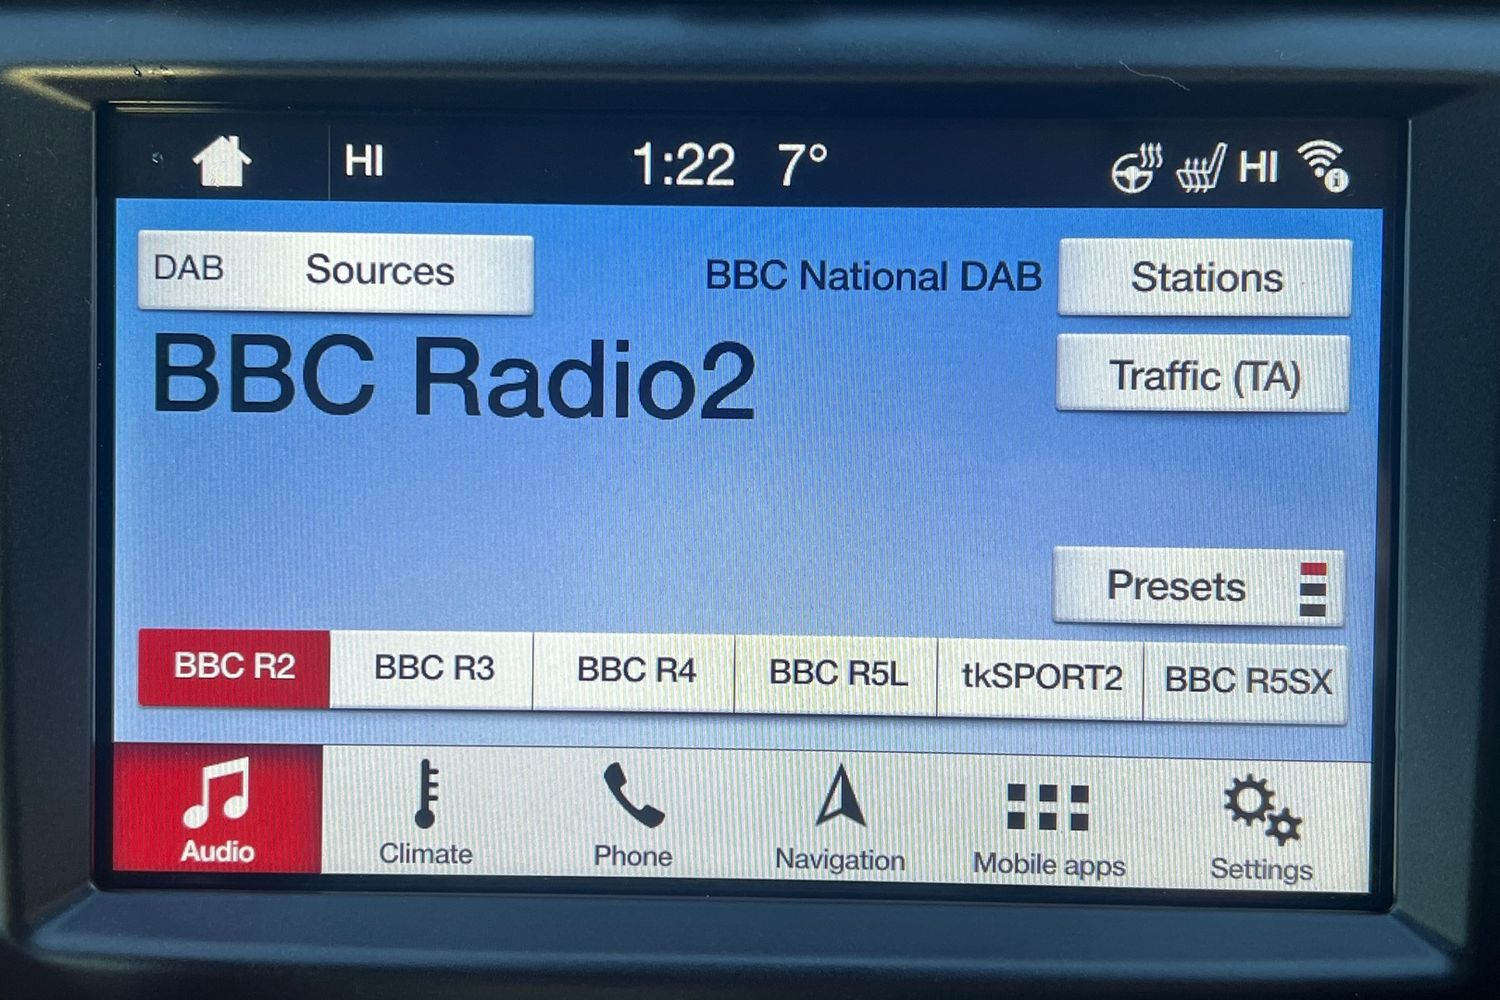 HI 1:22 7° HI
DAB Sources BBC National DAB Stations
BBC Radio2
Traffic (TA)
Presets
BBC R2 BBC R3 BBC R4 BBC R5L tkSPORT2 BBC R5SX
Audio Climate Phone Navigation Mobile apps Settings